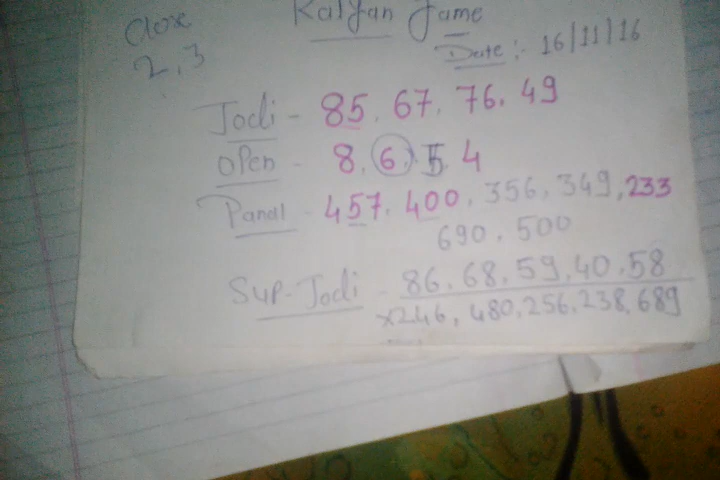 Close
2, 3
Kalyan Game
Date :- 16/11/16
Jodi - 85. 67. 76. 49
OPen - 8. 6. 5 4
Panal - 457. 400. 356. 349. 233
690. 500
Sup-Jodi - 86. 68. 59. 40. 58
x246, 480, 256, 238, 689